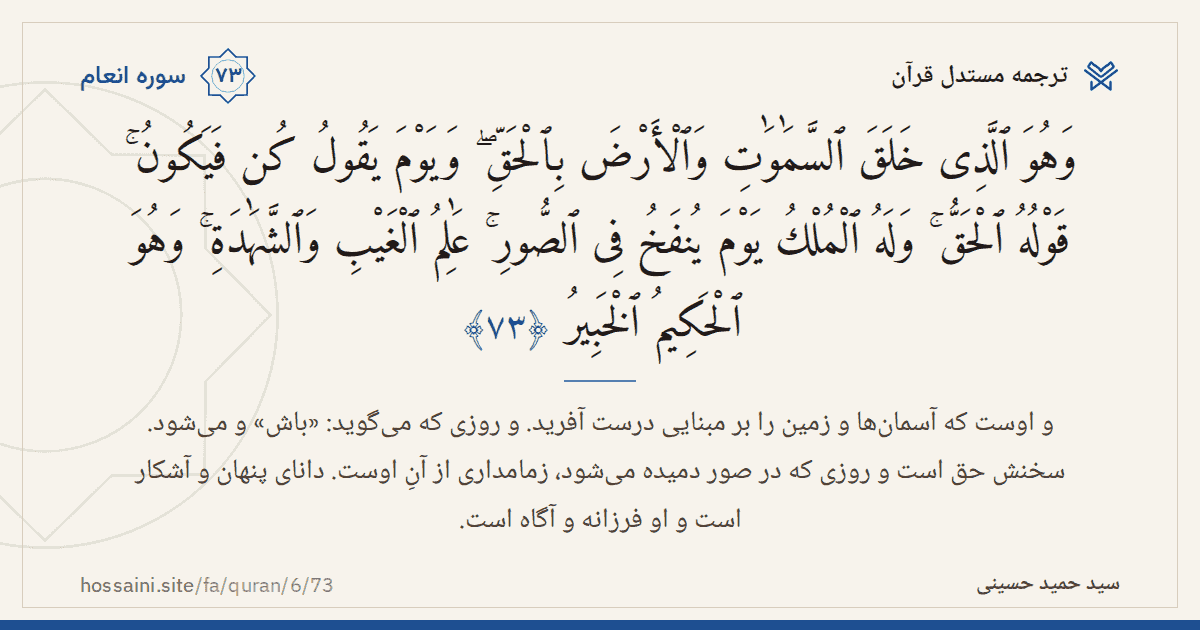 ترجمه مستدل قرآن
سوره انعام ۷۳
وَهُوَ ٱلَّذِى خَلَقَ ٱلسَّمَٰوَٰتِ وَٱلْأَرْضَ بِٱلْحَقِّ ۖ وَيَوْمَ يَقُولُ كُن فَيَكُونُ ۚ
قَوْلُهُ ٱلْحَقُّ ۚ وَلَهُ ٱلْمُلْكُ يَوْمَ يُنفَخُ فِى ٱلصُّورِ ۚ عَٰلِمُ ٱلْغَيْبِ وَٱلشَّهَٰدَةِ ۚ وَهُوَ
ٱلْحَكِيمُ ٱلْخَبِيرُ ﴿۷۳﴾
و اوست که آسمان‌ها و زمین را بر مبنایی درست آفرید. و روزی که می‌گوید: «باش» و می‌شود.
سخنش حق است و روزی که در صور دمیده می‌شود، زمامداری از آنِ اوست. دانای پنهان و آشکار
است و او فرزانه و آگاه است.
سید حمید حسینی
hossaini.site/fa/quran/6/73